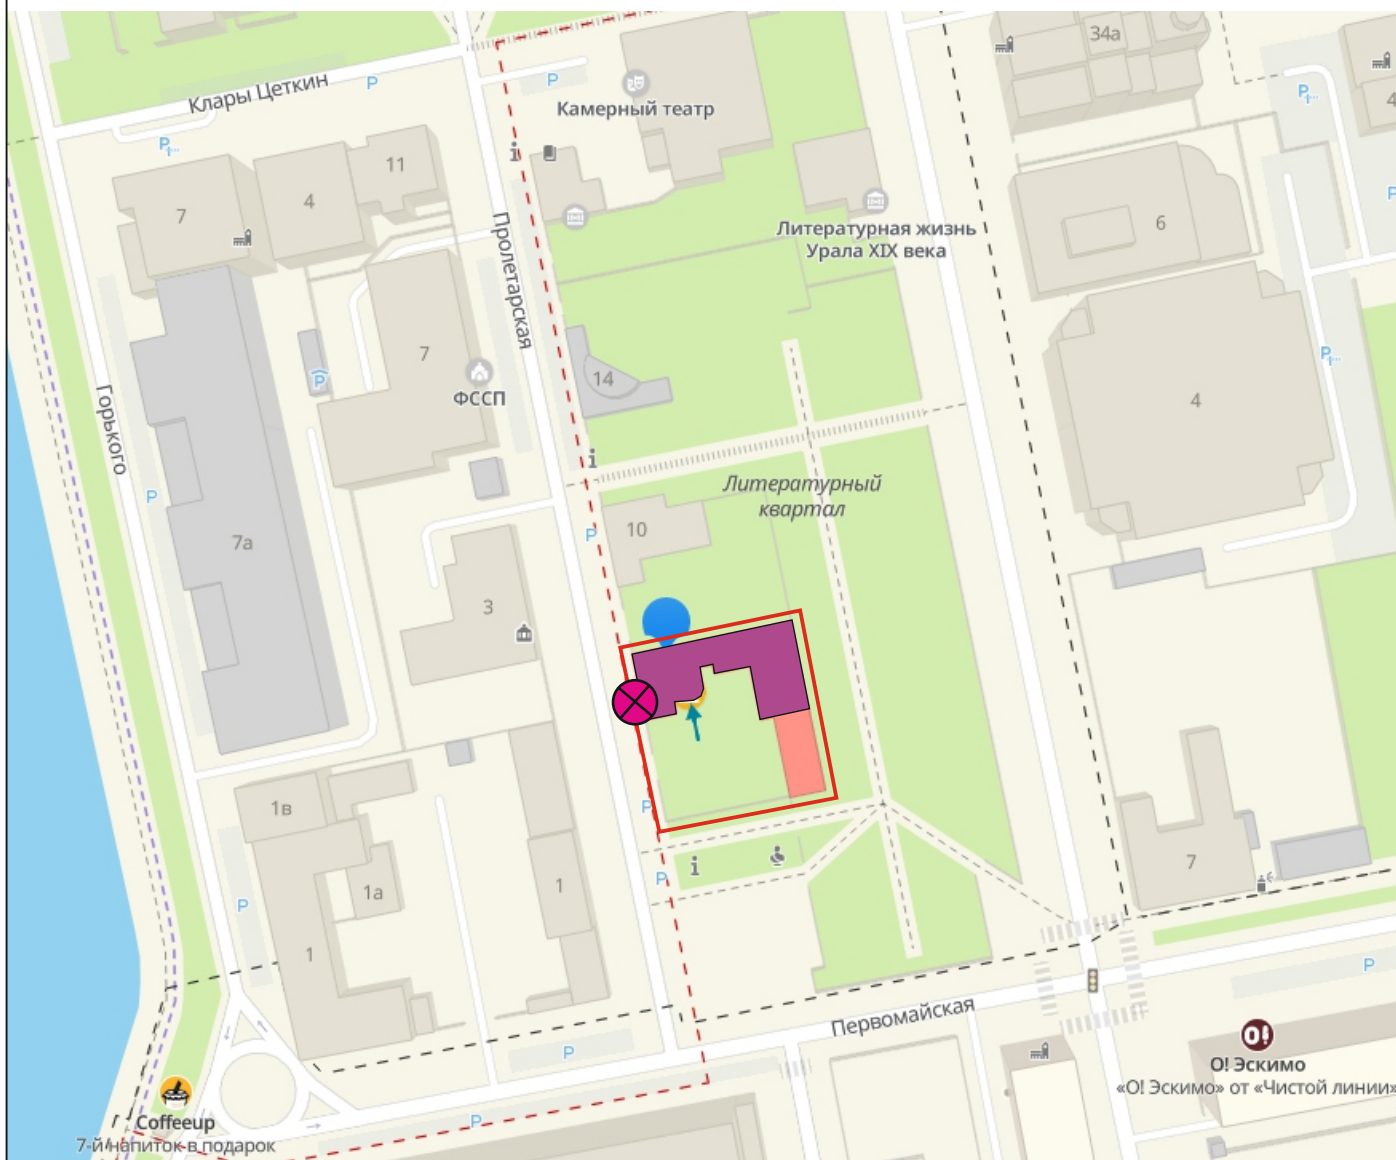 34а
Клары Цеткин
P
P
Камерный театр
P
4
P
i
11
7
4
P
Литературная жизнь
Урала XIX века
6
Пролетарская
7
ФССП
P
14
P
4
Горького
i
P
Литературный
квартал
10
P
7а
3
P
1в
1а
1
i
7
P
P
1
P
Первомайская
P
P
О!
О! Эскимо
«О! Эскимо» от «Чистой линии»
Coffeeup
7-й напиток в подарок
P